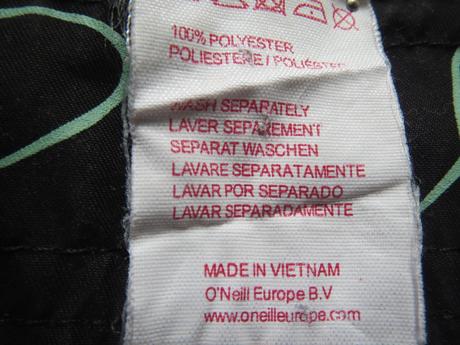 100% POLYESTER
POLIESTERE / POLIÉSTER
WASH SEPARATELY
LAVER SEPAREMENT
SEPARAT WASCHEN
LAVARE SEPARATAMENTE
LAVAR POR SEPARADO
LAVAR SEPARADAMENTE
MADE IN VIETNAM
O'Neill Europe B.V
www.oneilleurope.com